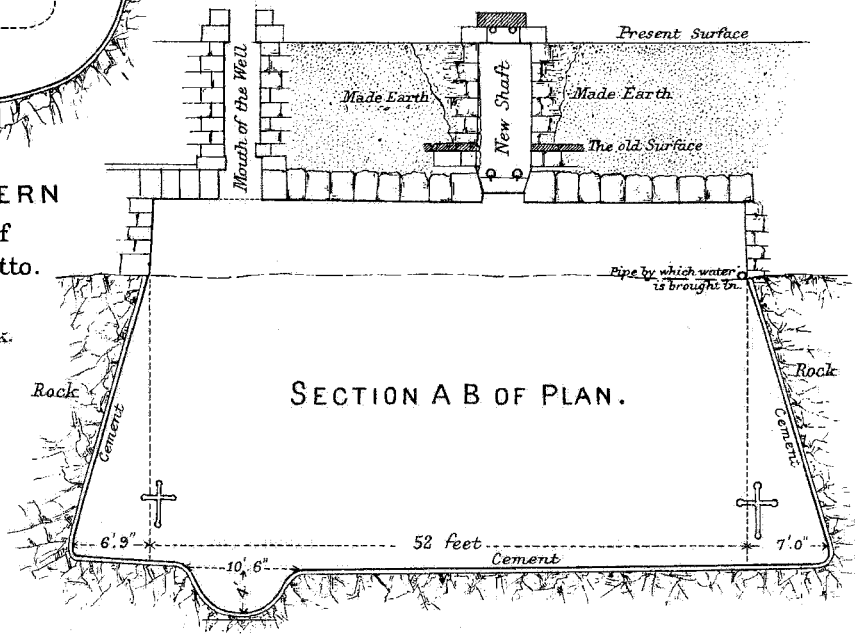 Present Surface
Mouth of the Well
New Shaft
Made Earth
Made Earth
The old Surface
ERN
f
tto.
Pipe by which water
is brought in.
Rock
Rock
Cement
Cement
SECTION A B OF PLAN.
6'.9"
52 feet
7'.0"
10'.6"
4'.
Cement